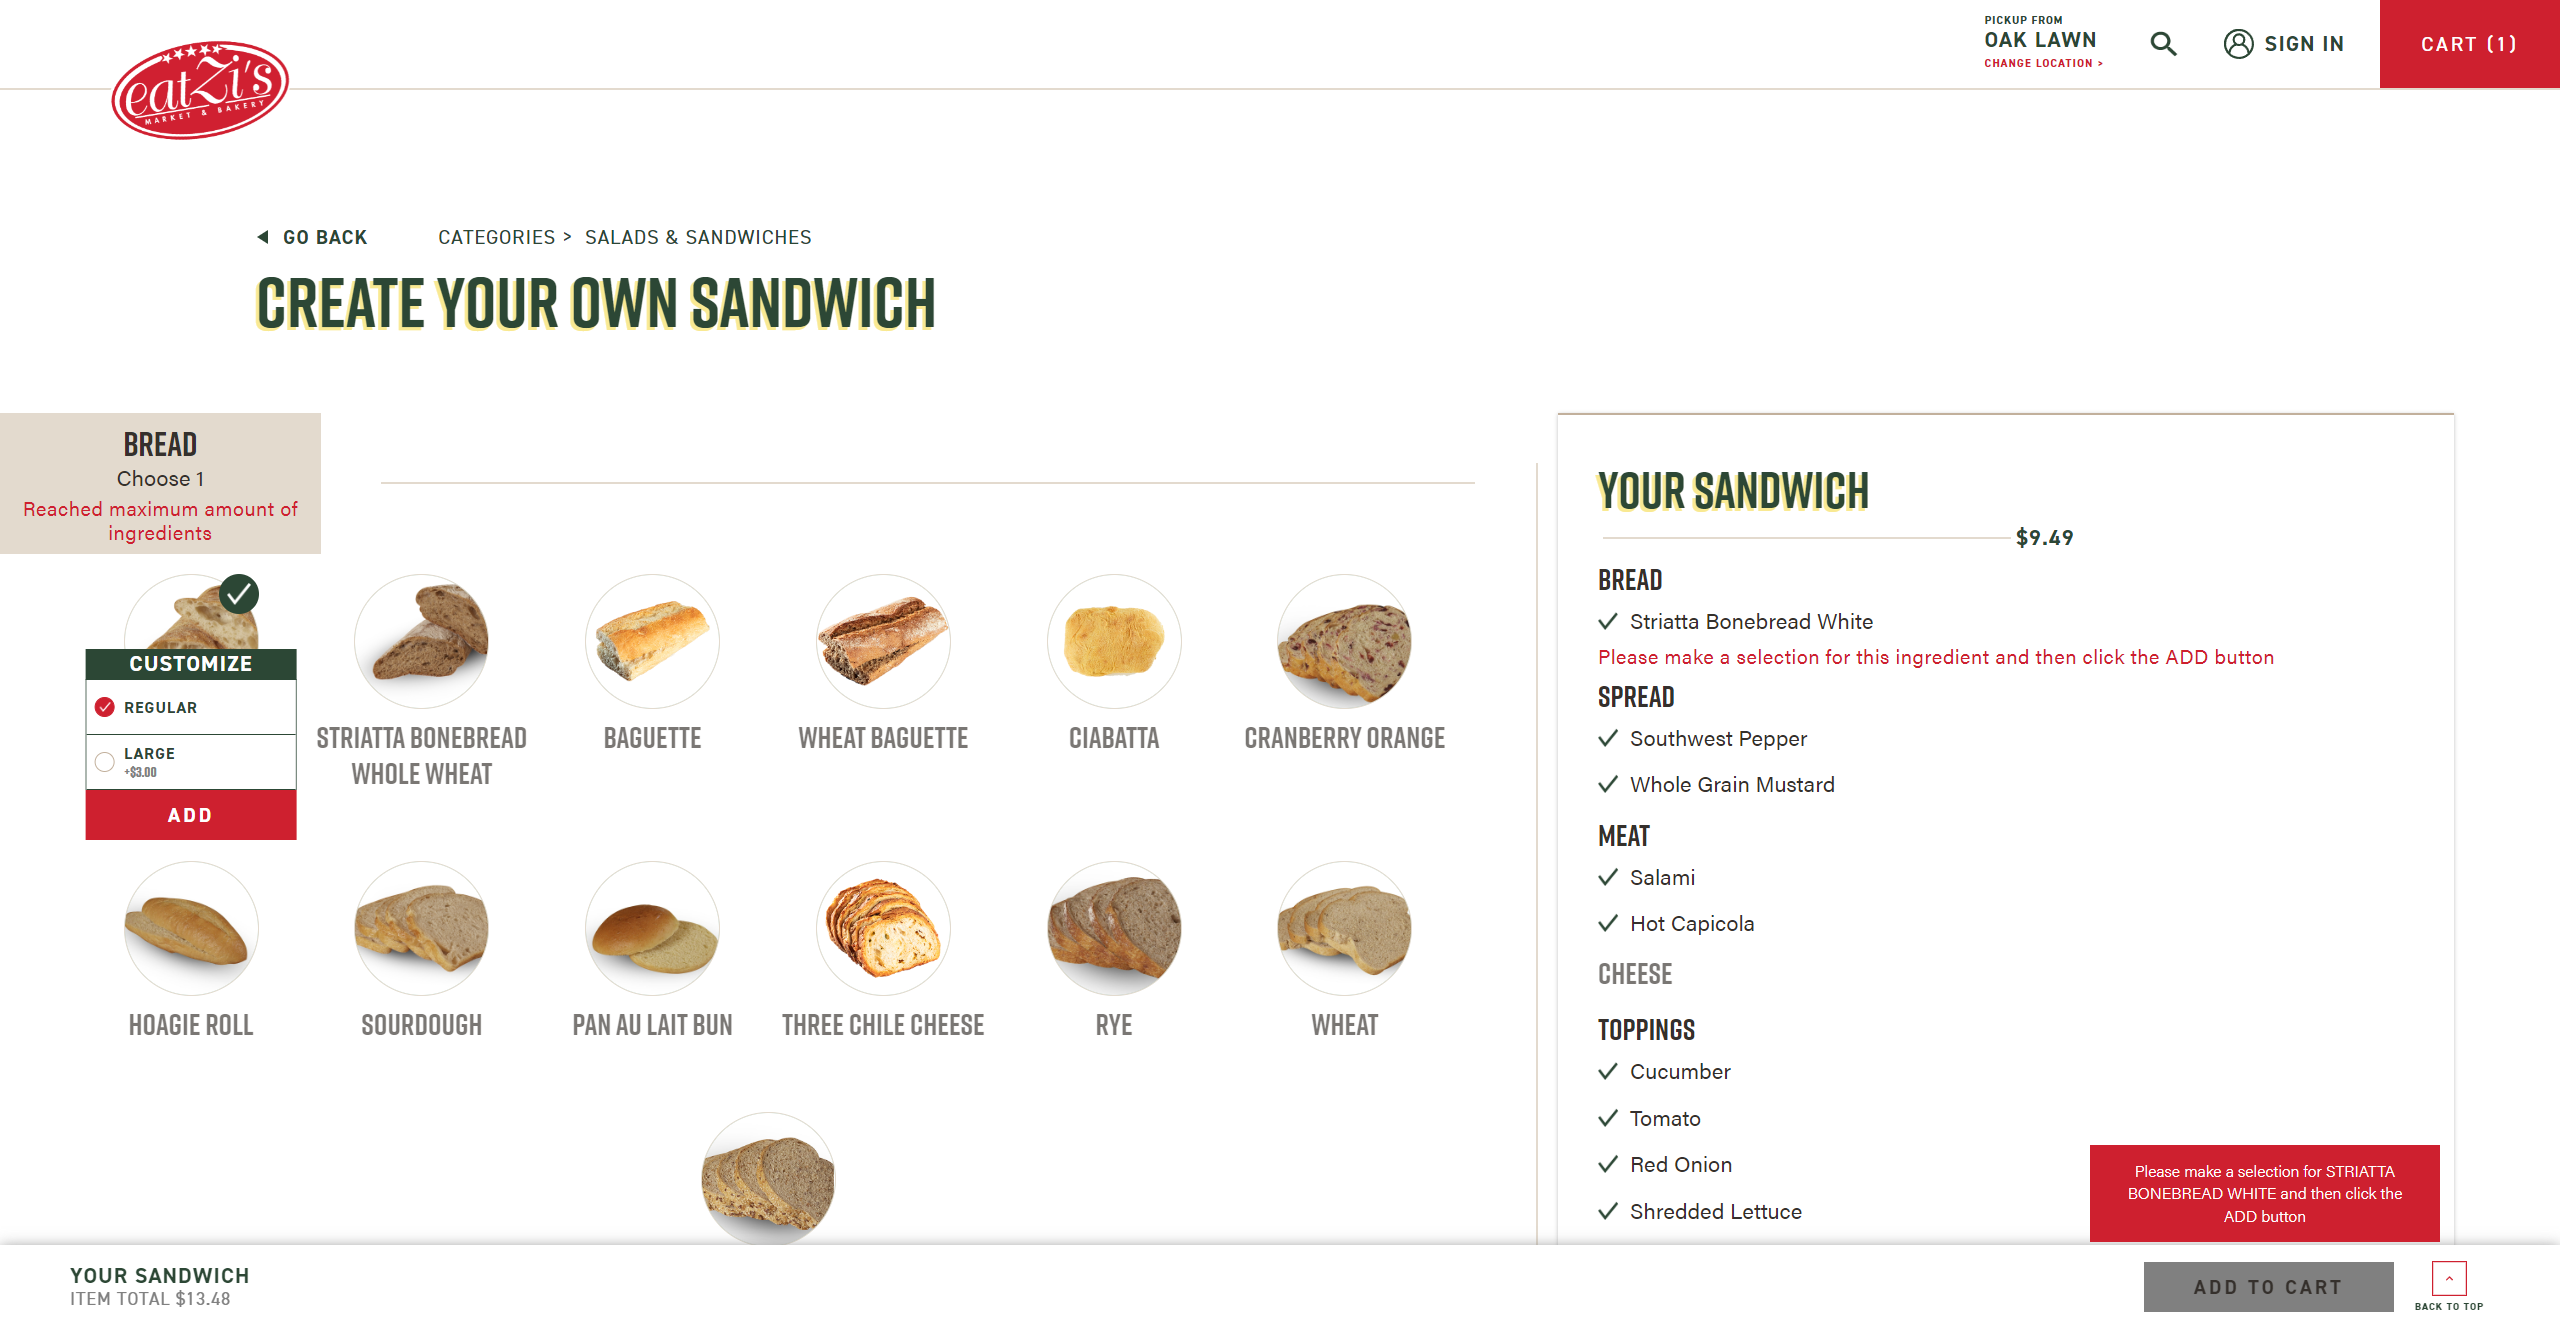 PICKUP FROM
OAK LAWN
CHANGE LOCATION >
SIGN IN
CART (1)
eatZi's
MARKET & BAKERY
GO BACK
CATEGORIES > SALADS & SANDWICHES
CREATE YOUR OWN SANDWICH
BREAD
Choose 1
Reached maximum amount of
ingredients
CUSTOMIZE
REGULAR
LARGE
+$3.00
ADD
STRIATTA BONEBREAD
WHOLE WHEAT
BAGUETTE
WHEAT BAGUETTE
CIABATTA
CRANBERRY ORANGE
HOAGIE ROLL
SOURDOUGH
PAN AU LAIT BUN
THREE CHILE CHEESE
RYE
WHEAT
YOUR SANDWICH
$9.49
BREAD
Striatta Bonebread White
Please make a selection for this ingredient and then click the ADD button
SPREAD
Southwest Pepper
Whole Grain Mustard
MEAT
Salami
Hot Capicola
CHEESE
TOPPINGS
Cucumber
Tomato
Red Onion
Shredded Lettuce
Please make a selection for STRIATTA
BONEBREAD WHITE and then click the
ADD button
YOUR SANDWICH
ITEM TOTAL $13.48
ADD TO CART
BACK TO TOP